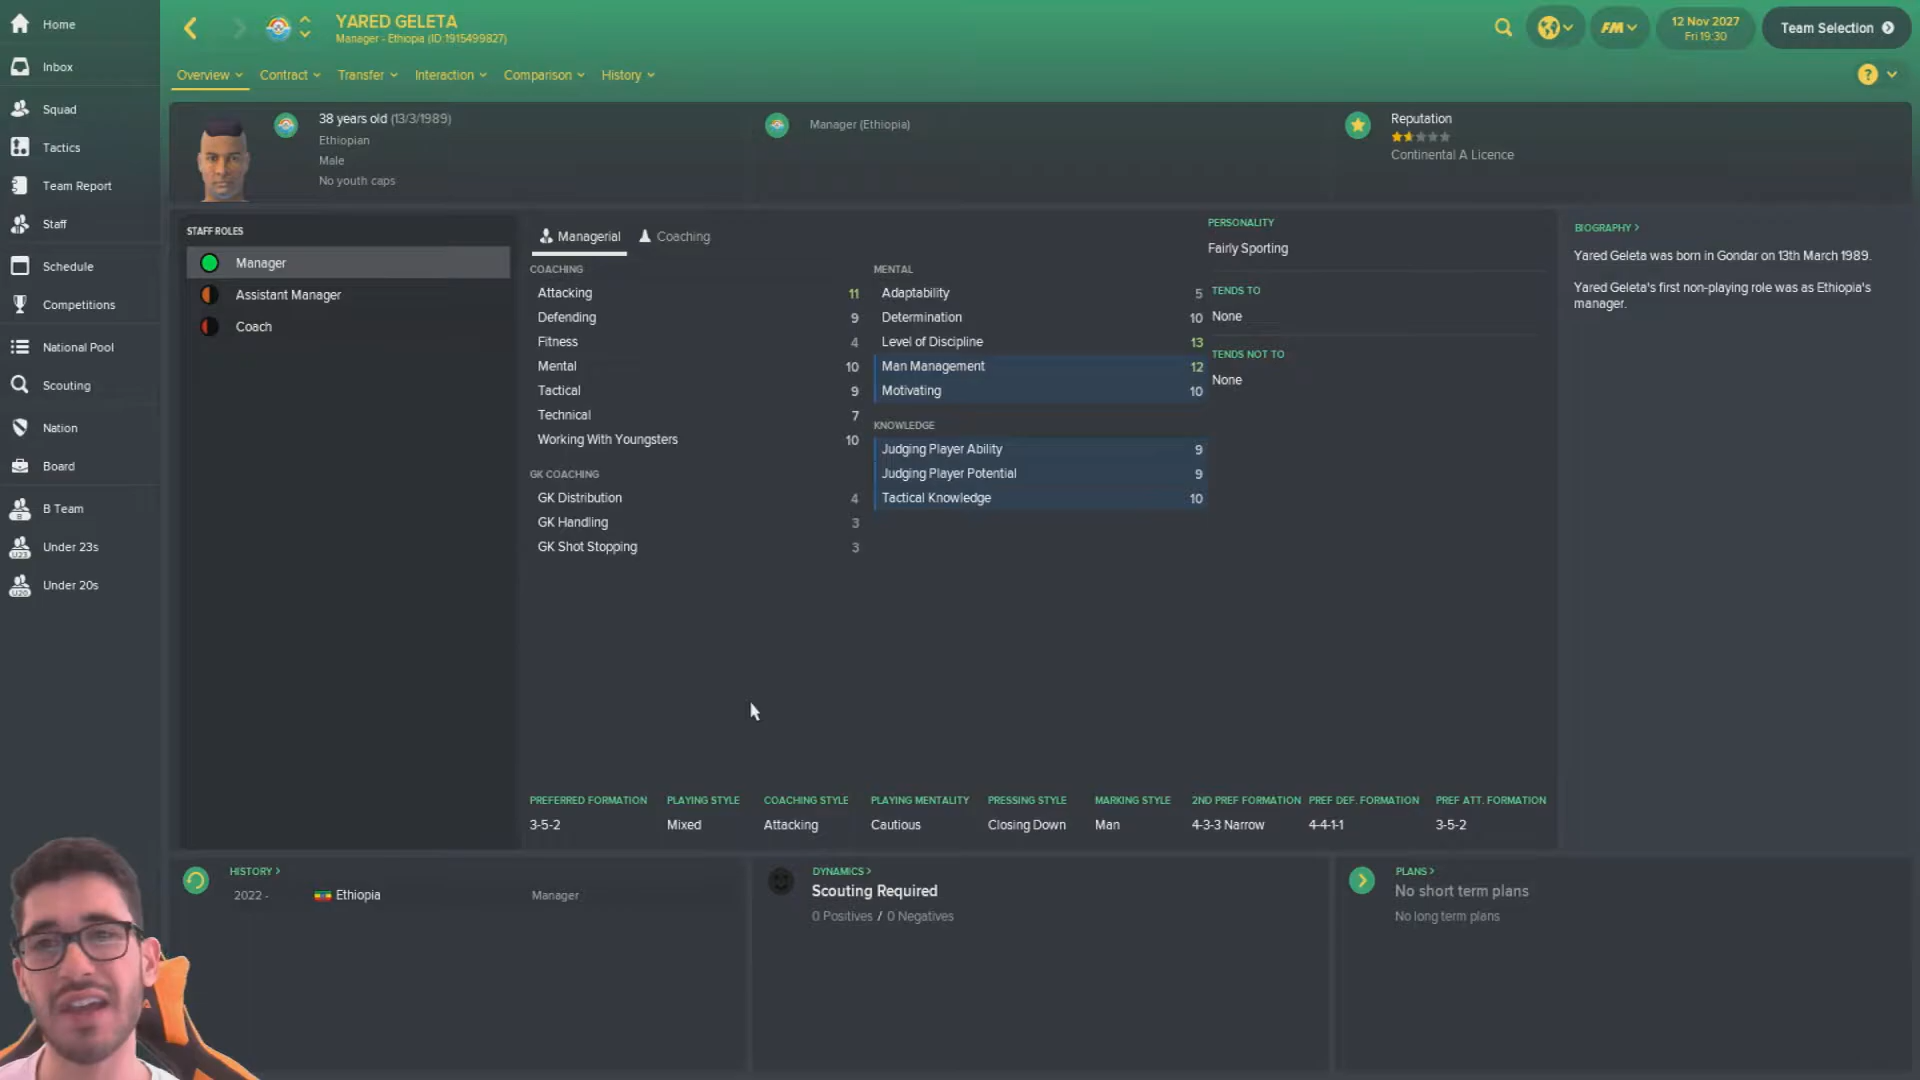 Home
Inbox
Squad
Tactics
Team Report
Staff
Schedule
Competitions
National Pool
Scouting
Nation
Board
B Team
Under 23s
Under 20s
YARED GELETA
Manager - Ethiopia (ID:1915499827)
FM
12 Nov 2027
Fri 19:30
Team Selection
Overview
Contract
Transfer
Interaction
Comparison
History
?
38 years old (13/3/1989)
Ethiopian
Male
No youth caps
Manager (Ethiopia)
Reputation
Continental A Licence
STAFF ROLES
Manager
Assistant Manager
Coach
Managerial
Coaching
COACHING
Attacking 11
Defending 9
Fitness 4
Mental 10
Tactical 9
Technical 7
Working With Youngsters 10
GK COACHING
GK Distribution 4
GK Handling 3
GK Shot Stopping 3
MENTAL
Adaptability 5
Determination 10
Level of Discipline 13
Man Management 12
Motivating 10
KNOWLEDGE
Judging Player Ability 9
Judging Player Potential 9
Tactical Knowledge 10
PERSONALITY
Fairly Sporting
TENDS TO
None
TENDS NOT TO
None
BIOGRAPHY >
Yared Geleta was born in Gondar on 13th March 1989.
Yared Geleta's first non-playing role was as Ethiopia's
manager.
PREFERRED FORMATION PLAYING STYLE COACHING STYLE PLAYING MENTALITY PRESSING STYLE MARKING STYLE 2ND PREF FORMATION PREF DEF. FORMATION PREF ATT. FORMATION
3-5-2 Mixed Attacking Cautious Closing Down Man 4-3-3 Narrow 4-4-1-1 3-5-2
HISTORY >
2022 - Ethiopia Manager
DYNAMICS >
Scouting Required
0 Positives / 0 Negatives
PLANS >
No short term plans
No long term plans